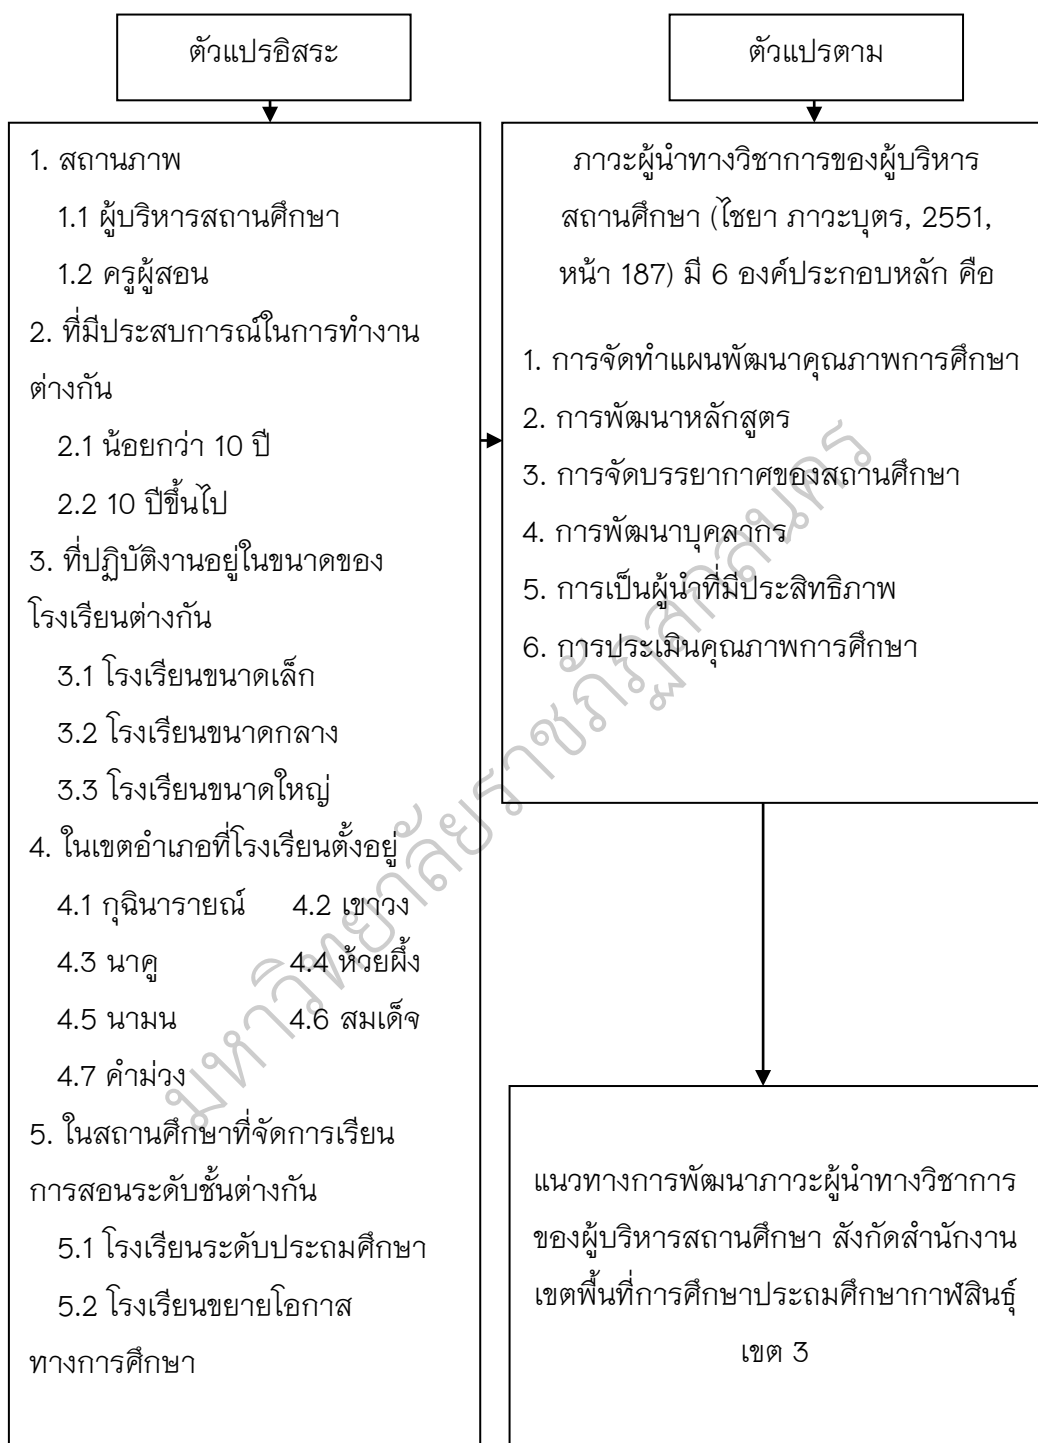 ตัวแปรอิสระ
1. สถานภาพ
1.1 ผู้บริหารสถานศึกษา
1.2 ครูผู้สอน
2. ที่มีประสบการณ์ในการทำงาน
ต่างกัน
2.1 น้อยกว่า 10 ปี
2.2 10 ปีขึ้นไป
3. ที่ปฏิบัติงานอยู่ในขนาดของ
โรงเรียนต่างกัน
3.1 โรงเรียนขนาดเล็ก
3.2 โรงเรียนขนาดกลาง
3.3 โรงเรียนขนาดใหญ่
4. ในเขตอำเภอที่โรงเรียนตั้งอยู่
4.1 กุฉินารายณ์ 4.2 เขาวง
4.3 นาคู 4.4 ห้วยผึ้ง
4.5 นามน 4.6 สมเด็จ
4.7 คำม่วง
5. ในสถานศึกษาที่จัดการเรียน
การสอนระดับชั้นต่างกัน
5.1 โรงเรียนระดับประถมศึกษา
5.2 โรงเรียนขยายโอกาส
ทางการศึกษา
ตัวแปรตาม
ภาวะผู้นำทางวิชาการของผู้บริหาร
สถานศึกษา (ไชยา ภาวะบุตร, 2551,
หน้า 187) มี 6 องค์ประกอบหลัก คือ
1. การจัดทำแผนพัฒนาคุณภาพการศึกษา
2. การพัฒนาหลักสูตร
3. การจัดบรรยากาศของสถานศึกษา
4. การพัฒนาบุคลากร
5. การเป็นผู้นำที่มีประสิทธิภาพ
6. การประเมินคุณภาพการศึกษา
แนวทางการพัฒนาภาวะผู้นำทางวิชาการ
ของผู้บริหารสถานศึกษา สังกัดสำนักงาน
เขตพื้นที่การศึกษาประถมศึกษากาฬสินธุ์
เขต 3
มหาวิทยาลัยราชภัฏสกลนคร